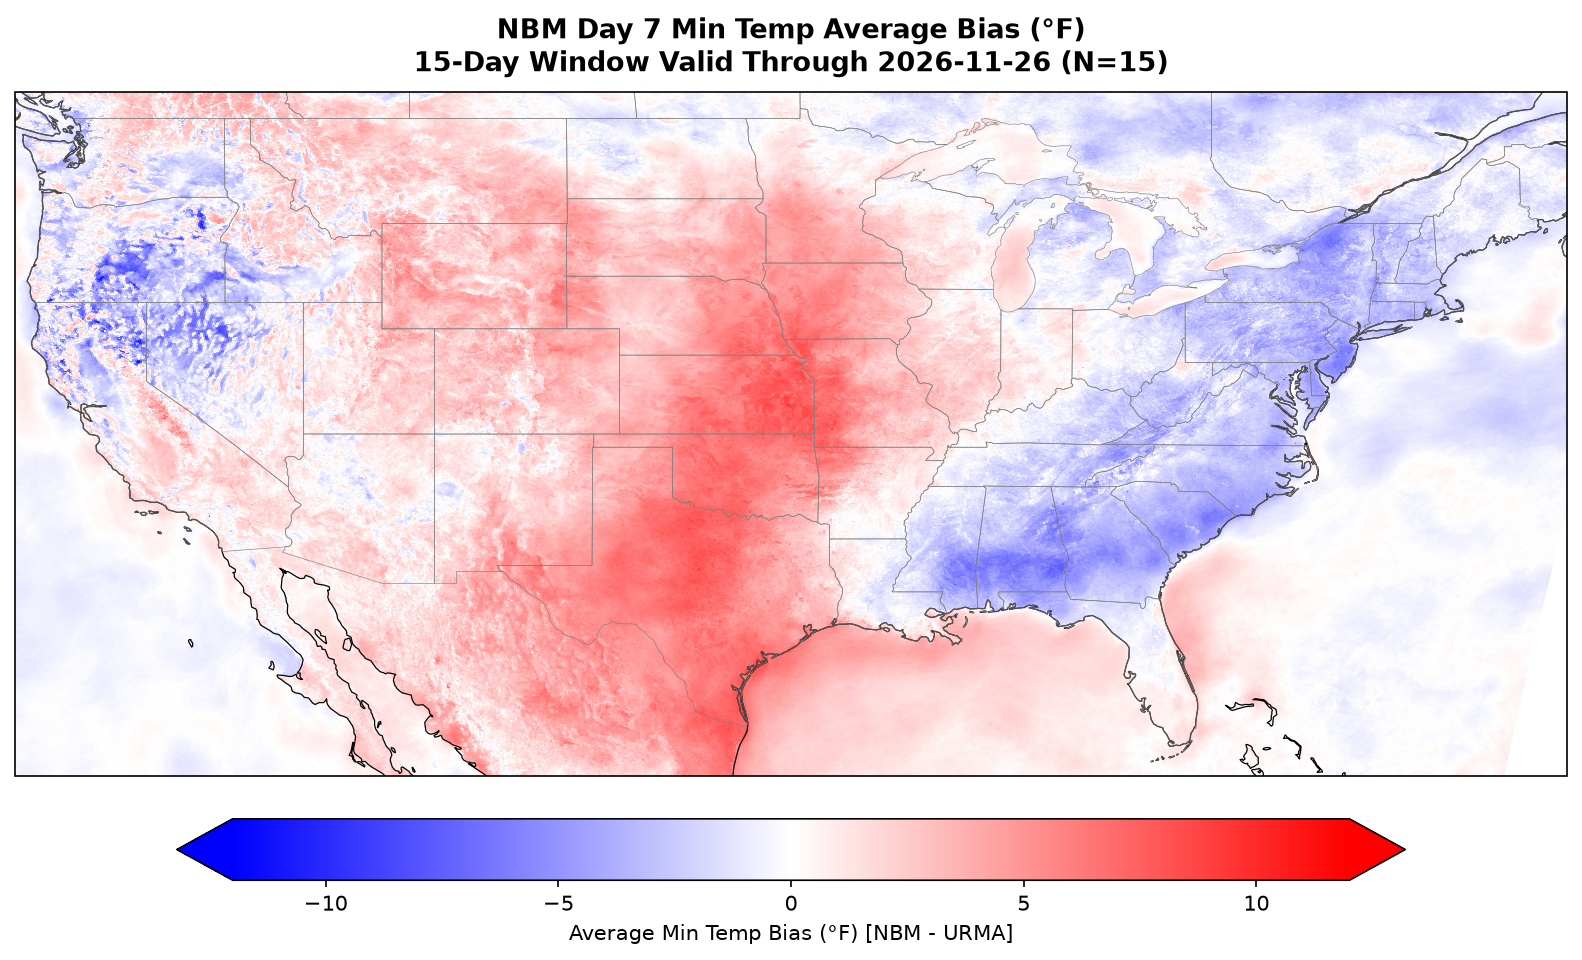 NBM Day 7 Min Temp Average Bias (°F)
15-Day Window Valid Through 2026-11-26 (N=15)
−10 −5 0 5 10
Average Min Temp Bias (°F) [NBM - URMA]